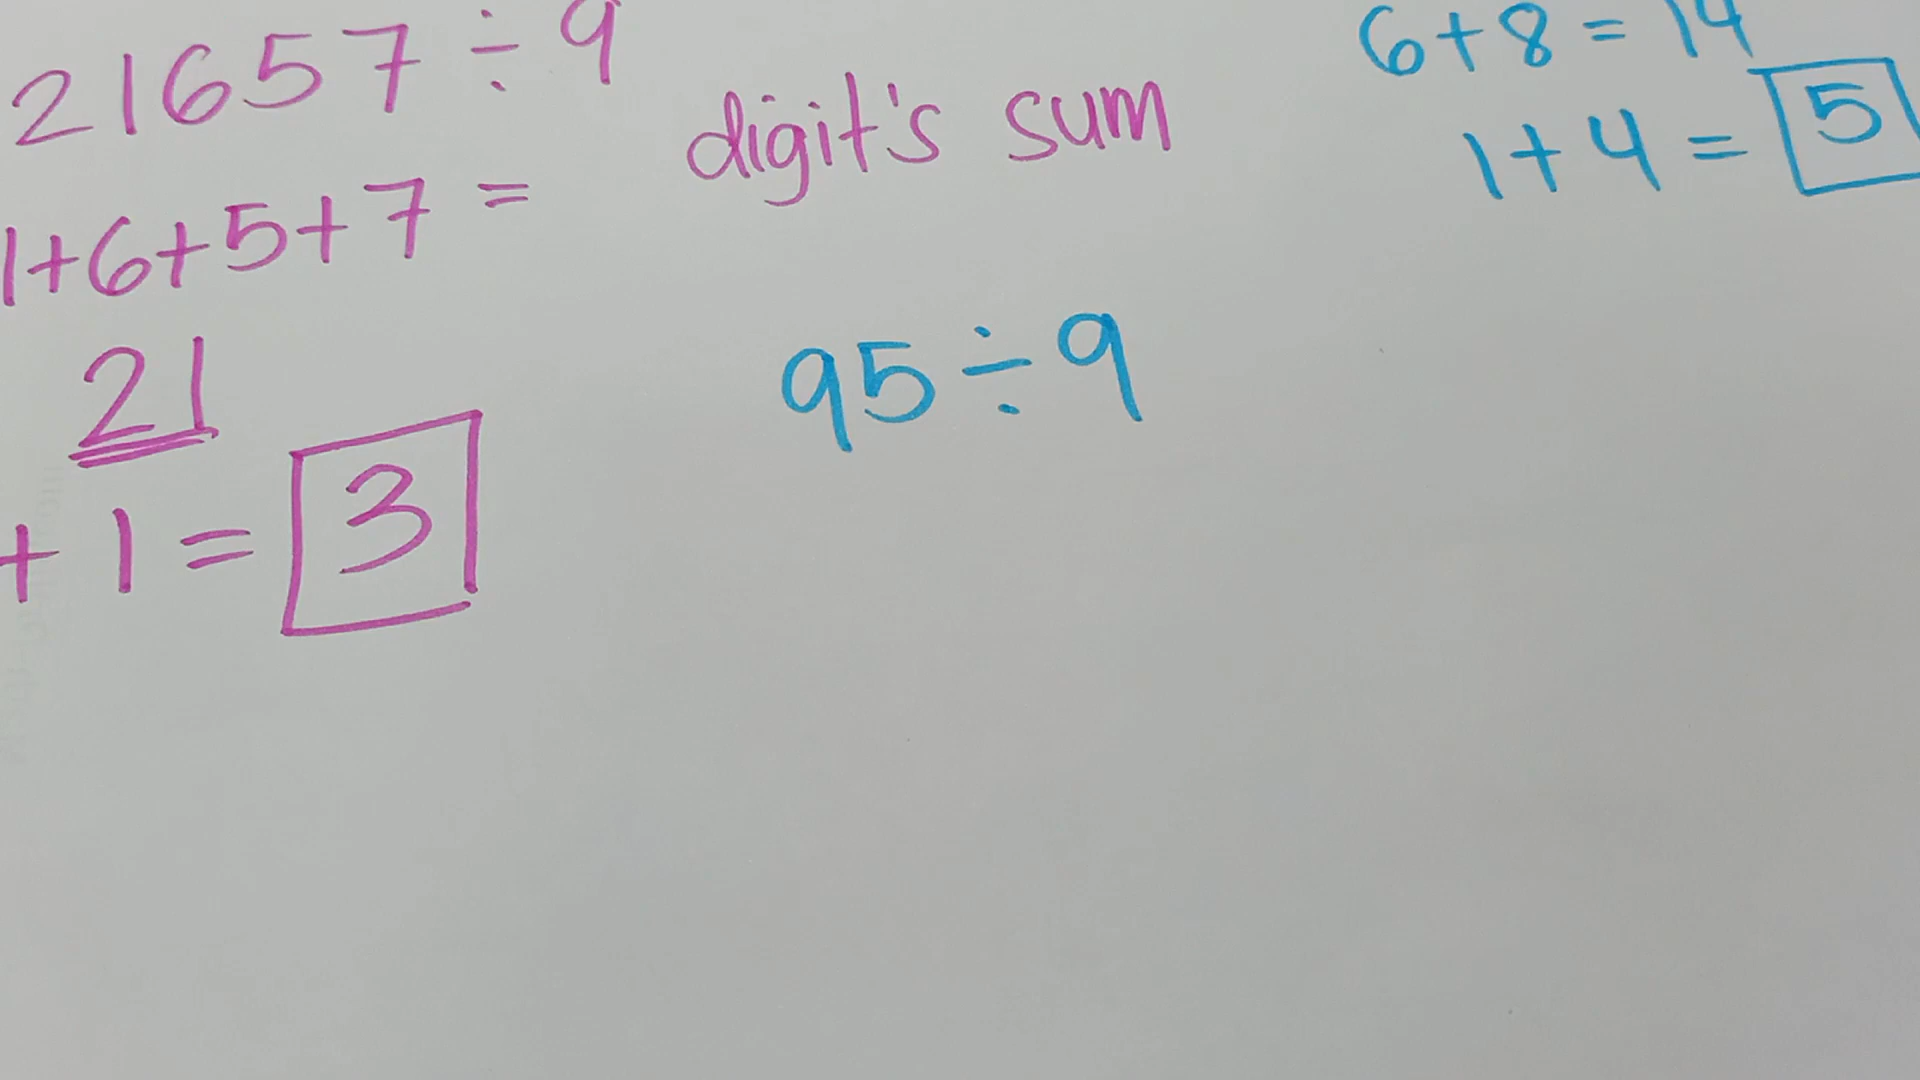 21657 ÷ 9
1+6+5+7 =
21
+ 1 = 3
digit's sum
95 ÷ 9
6+8 = 14
1+4 = 5